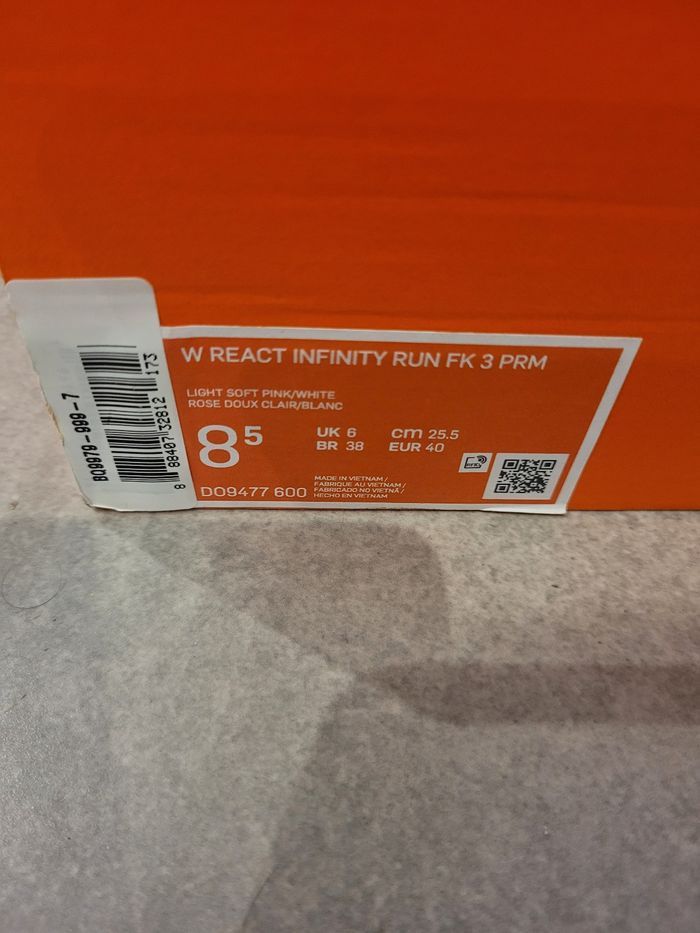 W REACT INFINITY RUN FK 3 PRM
LIGHT SOFT PINK/WHITE
ROSE DOUX CLAIR/BLANC
8⁵
UK 6
BR 38
cm 25.5
EUR 40
DO9477 600
MADE IN VIETNAM /
FABRIQUE AU VIETNAM /
FABRICADO NO VIETNÃ /
HECHO EN VIETNAM
BQ9979-999-7
8 88407 32812 173